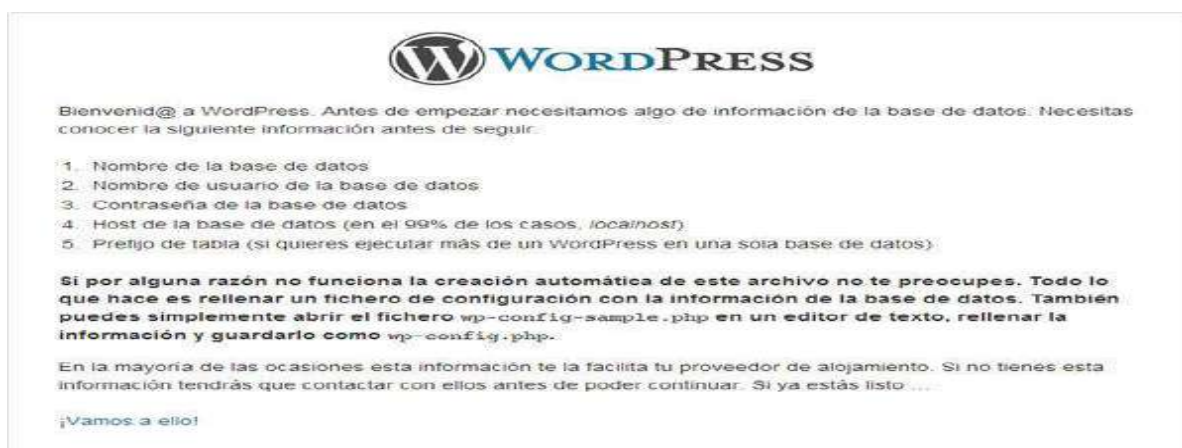 WORDPRESS
Bienvenid@ a WordPress. Antes de empezar necesitamos algo de información de la base de datos. Necesitas
conocer la siguiente información antes de seguir.
1. Nombre de la base de datos
2. Nombre de usuario de la base de datos
3. Contraseña de la base de datos
4. Host de la base de datos (en el 99% de los casos, localhost)
5. Prefijo de tabla (si quieres ejecutar más de un WordPress en una sola base de datos)
Si por alguna razón no funciona la creación automática de este archivo no te preocupes. Todo lo
que hace es rellenar un fichero de configuración con la información de la base de datos. También
puedes simplemente abrir el fichero wp-config-sample.php en un editor de texto, rellenar la
información y guardarlo como wp-config.php.
En la mayoría de las ocasiones esta información te la facilita tu proveedor de alojamiento. Si no tienes esta
información tendrás que contactar con ellos antes de poder continuar. Si ya estás listo ...
¡Vamos a ello!